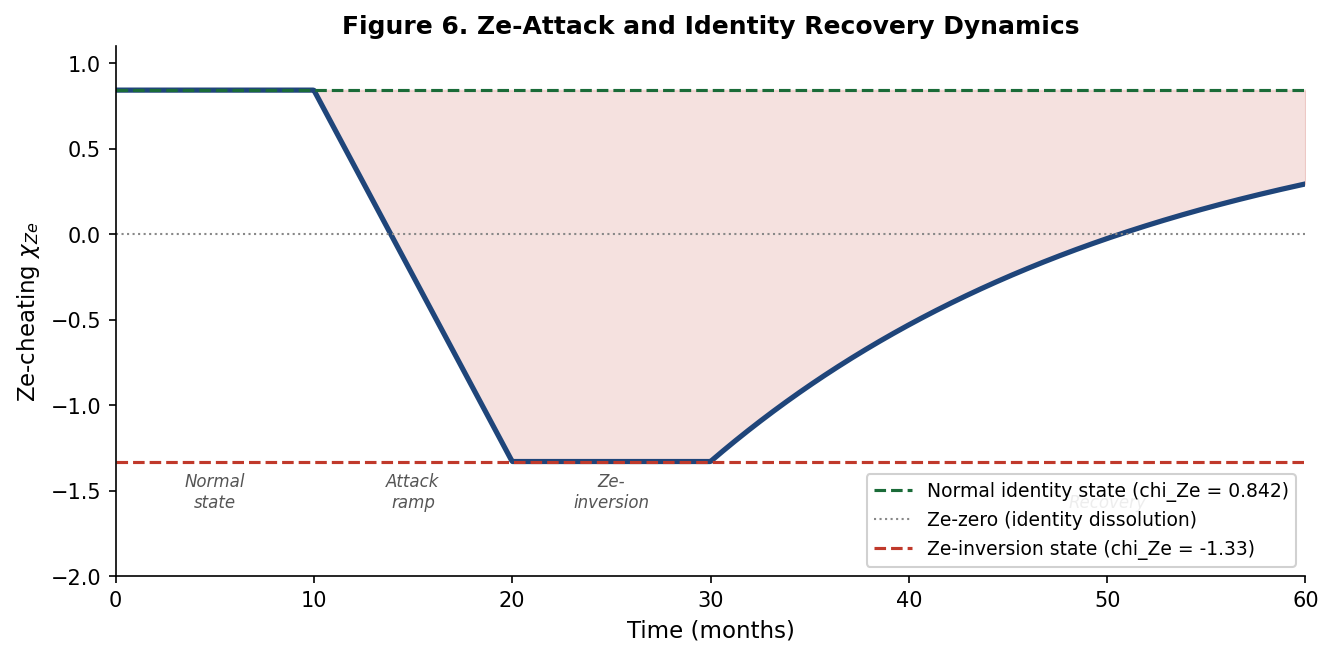 Figure 6. Ze-Attack and Identity Recovery Dynamics
Ze-cheating χZe
1.0
0.5
0.0
−0.5
−1.0
−1.5
−2.0
Normal
state
Attack
ramp
Ze-
inversion
Recovery
Normal identity state (chi_Ze = 0.842)
Ze-zero (identity dissolution)
Ze-inversion state (chi_Ze = -1.33)
0 10 20 30 40 50 60
Time (months)